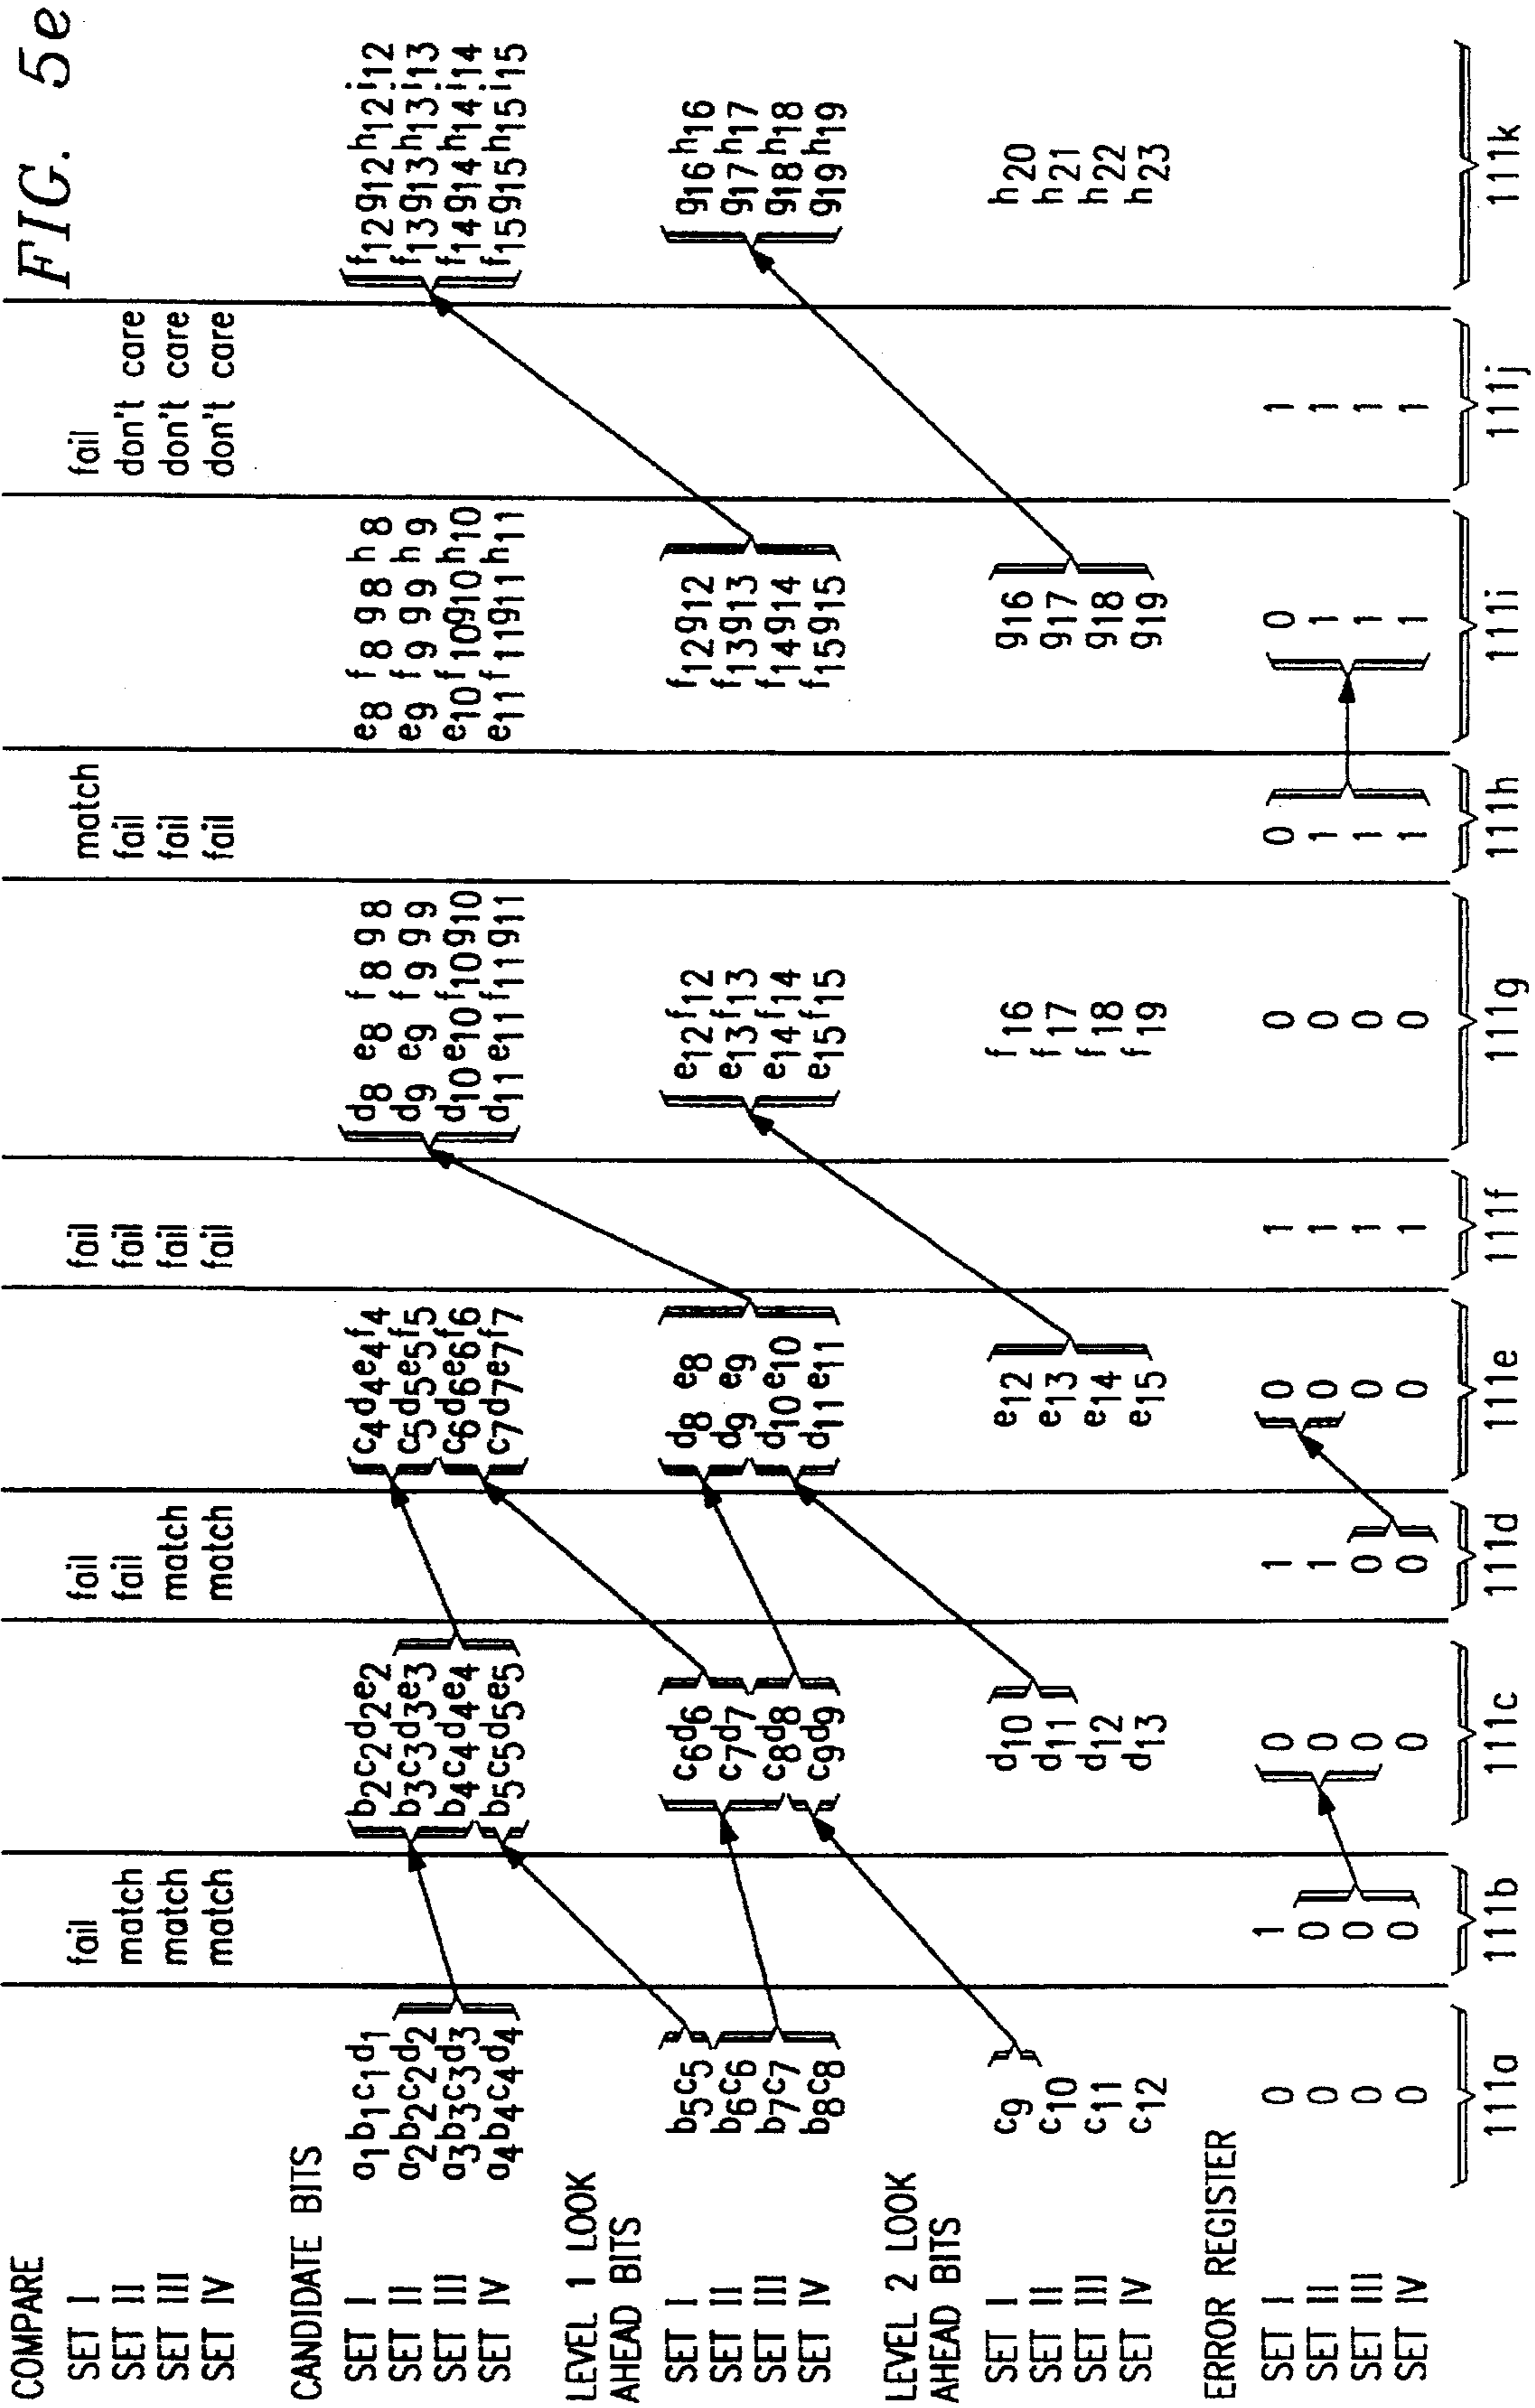 FIG. 5e
COMPARE
SET I fail fail fail match fail
SET II match fail fail fail don't care
SET III match match fail fail don't care
SET IV match match fail fail don't care
CANDIDATE BITS
SET I a1b1c1d1 b2c2d2e2 c4d4e4f4 d8 e8 f8 g8 e8 f8 g8 h8 f12g12h12i12
SET II a2b2c2d2 b3c3d3e3 c5d5e5f5 d9 e9 f9 g9 e9 f9 g9 h9 f13g13h13i13
SET III a3b3c3d3 b4c4d4e4 c6d6e6f6 d10e10f10g10 e10f10g10h10 f14g14h14i14
SET IV a4b4c4d4 b5c5d5e5 c7d7e7f7 d11e11f11g11 e11f11g11h11 f15g15h15i15
LEVEL 1 LOOK
AHEAD BITS
SET I b5c5 c6d6 d8 e8 e12f12 f12g12 g16h16
SET II b6c6 c7d7 d9 e9 e13f13 f13g13 g17h17
SET III b7c7 c8d8 d10e10 e14f14 f14g14 g18h18
SET IV b8c8 c9d9 d11e11 e15f15 f15g15 g19h19
LEVEL 2 LOOK
AHEAD BITS
SET I c9 d10 e12 f16 g16 h20
SET II c10 d11 e13 f17 g17 h21
SET III c11 d12 e14 f18 g18 h22
SET IV c12 d13 e15 f19 g19 h23
ERROR REGISTER
SET I 0 1 0 1 0 1 0 0 0 1
SET II 0 0 0 1 0 1 0 1 1 1
SET III 0 0 0 0 0 1 0 1 1 1
SET IV 0 0 0 0 0 1 0 1 1 1
111a 111b 111c 111d 111e 111f 111g 111h 111i 111j 111k